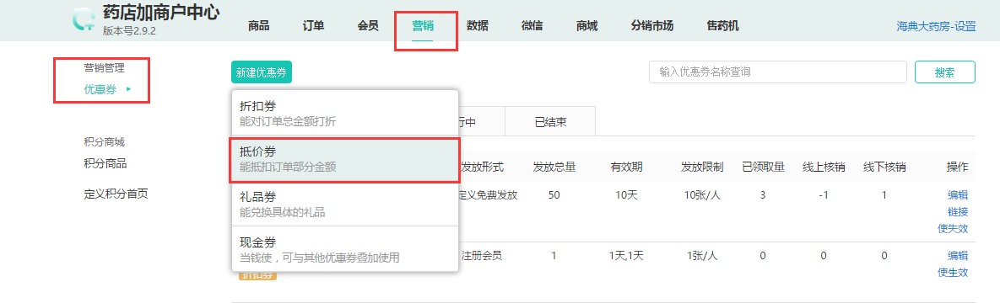 药店加商户中心
版本号2.9.2
商品 订单 会员 营销 数据 微信 商城 分销市场 售药机 海典大药房-设置
营销管理
优惠券
积分商城
积分商品
定义积分首页
新建优惠券 输入优惠券名称查询 搜索
折扣券
能对订单总金额打折
抵价券
能抵扣订单部分金额
礼品券
能兑换具体的礼品
现金券
当钱使，可与其他优惠券叠加使用
行中 已结束
发放形式 发放总量 有效期 发放限制 已领取量 线上核销 线下核销 操作
定义免费发放 50 10天 10张/人 3 -1 1 编辑
链接
使失效
注册会员 1 1天,1天 1张/人 0 0 0 编辑
使生效
折扣券